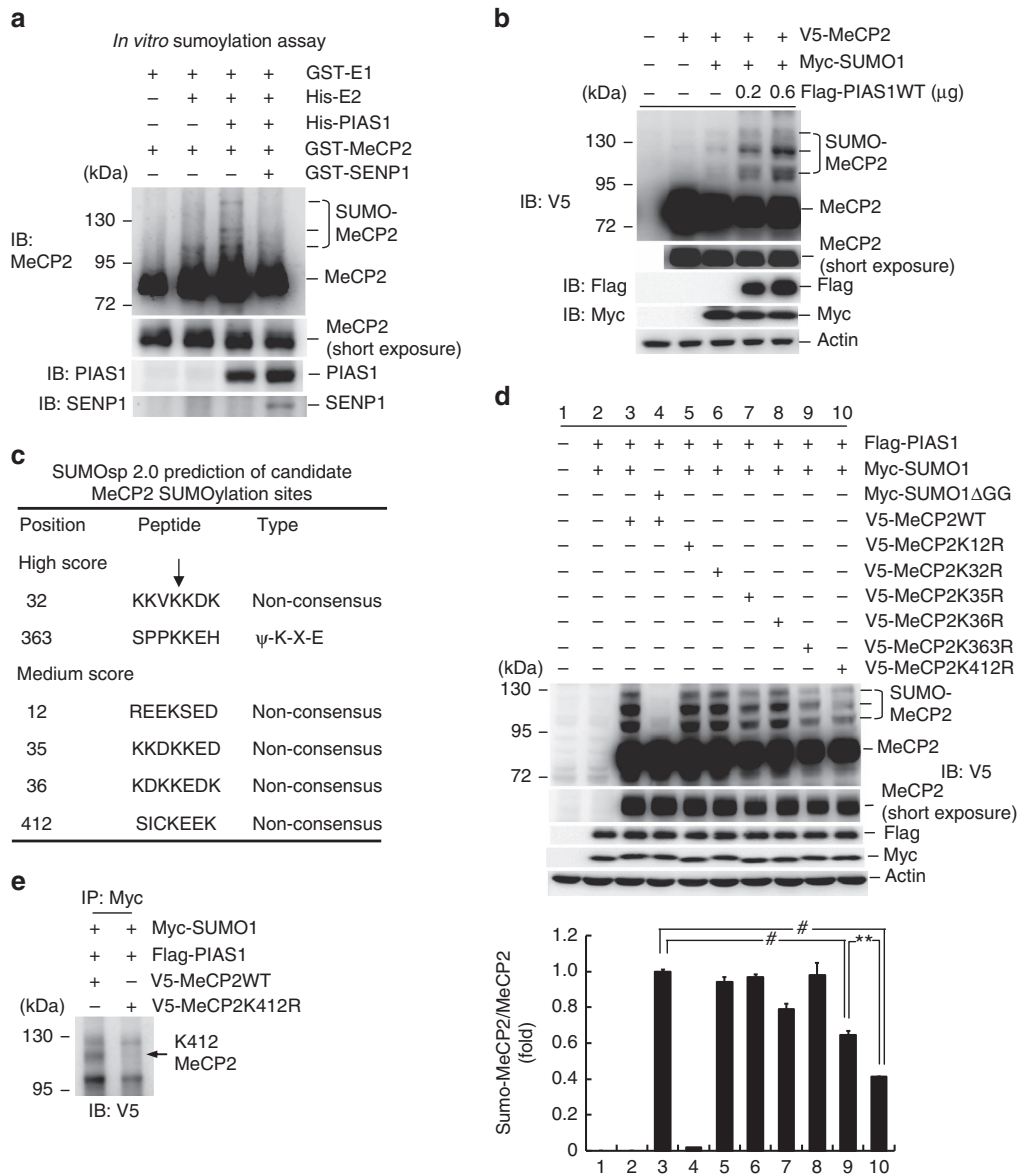 a
In vitro sumoylation assay
+ + + + GST-E1
– + + + His-E2
– – + + His-PIAS1
+ + + + GST-MeCP2
(kDa) – – – + GST-SENP1
130 –
SUMO-
MeCP2
IB:
MeCP2
95 –
– MeCP2
72 –
MeCP2
(short exposure)
IB: PIAS1 – PIAS1
IB: SENP1 – SENP1
b
– + + + + V5-MeCP2
– – + + + Myc-SUMO1
(kDa) – – – 0.2 0.6 Flag-PIAS1WT (μg)
130 –
SUMO-
MeCP2
95 –
IB: V5
– MeCP2
72 –
MeCP2
(short exposure)
IB: Flag – Flag
IB: Myc – Myc
– Actin
c
SUMOsp 2.0 prediction of candidate
MeCP2 SUMOylation sites
Position Peptide Type
High score
32 KKVKKDK Non-consensus
363 SPPKKEH ψ-K-X-E
Medium score
12 REEKSED Non-consensus
35 KKDKKED Non-consensus
36 KDKKEDK Non-consensus
412 SICKEEK Non-consensus
d
1 2 3 4 5 6 7 8 9 10
– + + + + + + + + + Flag-PIAS1
– + + – + + + + + + Myc-SUMO1
– – – + – – – – – – Myc-SUMO1ΔGG
– – + + – – – – – – V5-MeCP2WT
– – – – + – – – – – V5-MeCP2K12R
– – – – – + – – – – V5-MeCP2K32R
– – – – – – + – – – V5-MeCP2K35R
– – – – – – – + – – V5-MeCP2K36R
– – – – – – – – + – V5-MeCP2K363R
(kDa) – – – – – – – – – + V5-MeCP2K412R
130 –
SUMO-
MeCP2
95 –
– MeCP2
72 –
IB: V5
MeCP2
(short exposure)
– Flag
– Myc
– Actin
Sumo-MeCP2/MeCP2
(fold)
1.2
1.0
0.8
0.6
0.4
0.2
0
# # **
1 2 3 4 5 6 7 8 9 10
e
IP: Myc
+ + Myc-SUMO1
+ + Flag-PIAS1
+ – V5-MeCP2WT
(kDa) – + V5-MeCP2K412R
130 –
K412
MeCP2
95 –
IB: V5